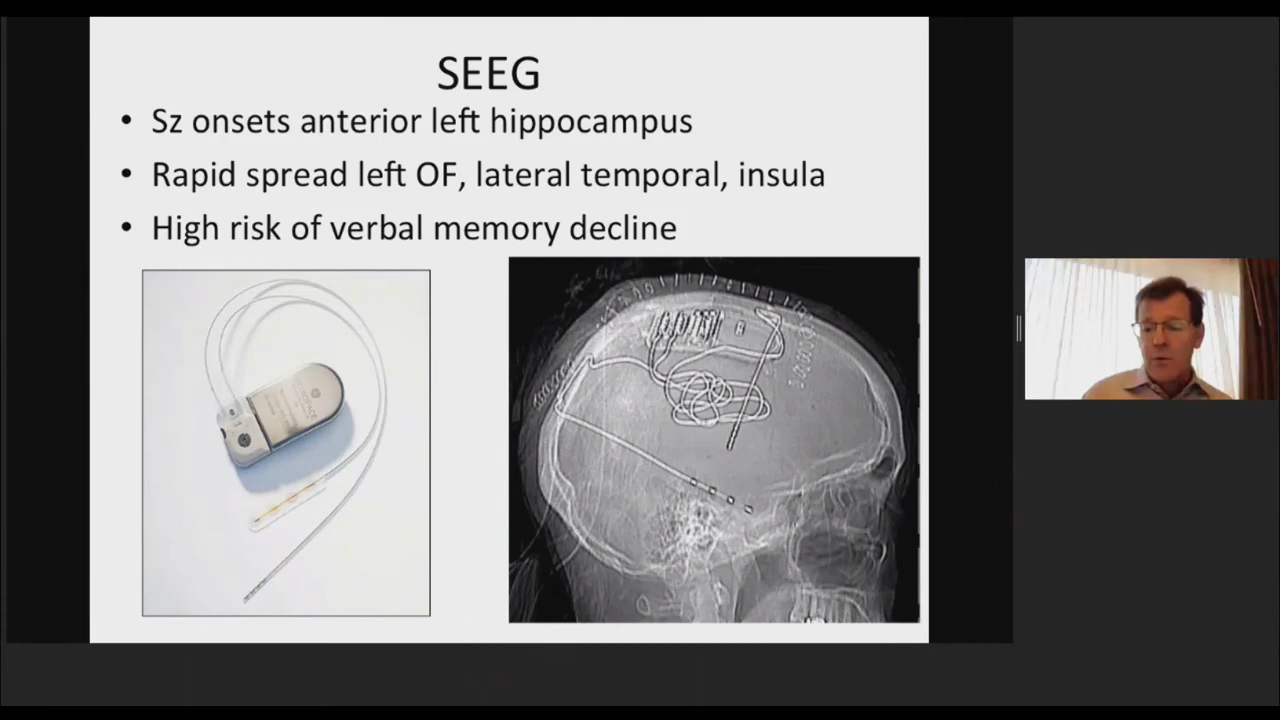 SEEG
• Sz onsets anterior left hippocampus
• Rapid spread left OF, lateral temporal, insula
• High risk of verbal memory decline